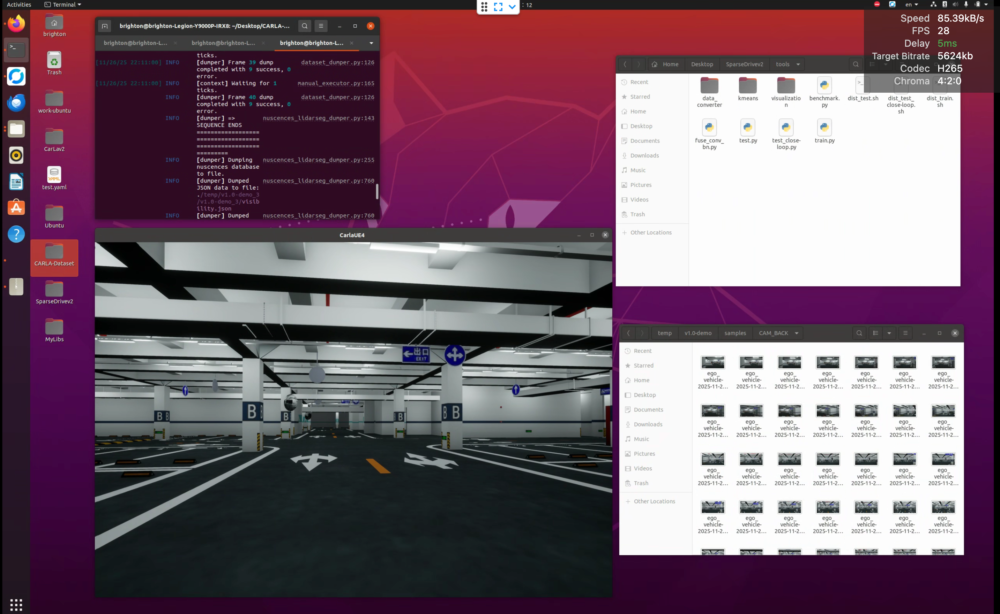 Activities
Terminal
: 12
en
Speed 85.39kB/s
FPS 28
Delay 5ms
Target Bitrate 5624kb
Codec H265
Chroma 4:2:0
brighton
Trash
work-ubuntu
CarLav2
YAML
test.yaml
Ubuntu
CARLA-Dataset
SparseDrivev2
MyLibs
brighton@brighton-Legion-Y9000P-IRX8: ~/Desktop/CARLA-...
brighton@brighton-L...
brighton@brighton-L...
brighton@brighton-L...
ticks.
[11/26/25 22:11:00] INFO [dumper] Frame 39 dump dataset_dumper.py:126
completed with 9 success, 0
error.
[11/26/25 22:11:00] INFO [context] Waiting for 1 manual_executor.py:165
ticks.
INFO [dumper] Frame 40 dump dataset_dumper.py:126
completed with 9 success, 0
error.
INFO [dumper] => nuscences_lidarseg_dumper.py:143
SEQUENCE ENDS
==================
==================
==================
=========
INFO [dumper] Dumping nuscences_lidarseg_dumper.py:255
nuscences database
to file.
INFO [dumper] Dumped nuscences_lidarseg_dumper.py:760
JSON data to file:
./temp/v1.0-demo_3
/v1.0-demo_3/visib
ility.json
INFO [dumper] Dumped nuscences_lidarseg_dumper.py:760
CarlaUE4
出口
EXIT
B
B
B
B
B
B
B
B
Home
Desktop
SparseDrivev2
tools
Recent
Starred
Home
Desktop
Documents
Downloads
Music
Pictures
Videos
Trash
+ Other Locations
data_
converter
kmeans
visualizatio
n
benchmark.
py
dist_test.sh
dist_test_
close-loop.
sh
dist_train.
sh
fuse_conv_
bn.py
test.py
test_close-
loop.py
train.py
temp
v1.0-demo
samples
CAM_BACK
Recent
Starred
Home
Desktop
Documents
Downloads
Music
Pictures
Videos
Trash
+ Other Locations
ego_ ego_ ego_ ego_ ego_ ego_ ego_
vehicle- vehicle- vehicle- vehicle- vehicle- vehicle- vehicle-
2025-11-2... 2025-11-2... 2025-11-2... 2025-11-2... 2025-11-2... 2025-11-2... 2025-11-2...
ego_ ego_ ego_ ego_ ego_ ego_ ego_
vehicle- vehicle- vehicle- vehicle- vehicle- vehicle- vehicle-
2025-11-2... 2025-11-2... 2025-11-2... 2025-11-2... 2025-11-2... 2025-11-2... 2025-11-2...
ego_ ego_ ego_ ego_ ego_ ego_ ego_
vehicle- vehicle- vehicle- vehicle- vehicle- vehicle- vehicle-
2025-11-2... 2025-11-2... 2025-11-2... 2025-11-2... 2025-11-2... 2025-11-2... 2025-11-2...
ego_ ego_ ego_ ego_ ego_ ego_ ego_
vehicle- vehicle- vehicle- vehicle- vehicle- vehicle- vehicle-
2025-11-2... 2025-11-2... 2025-11-2... 2025-11-2... 2025-11-2... 2025-11-2... 2025-11-2...